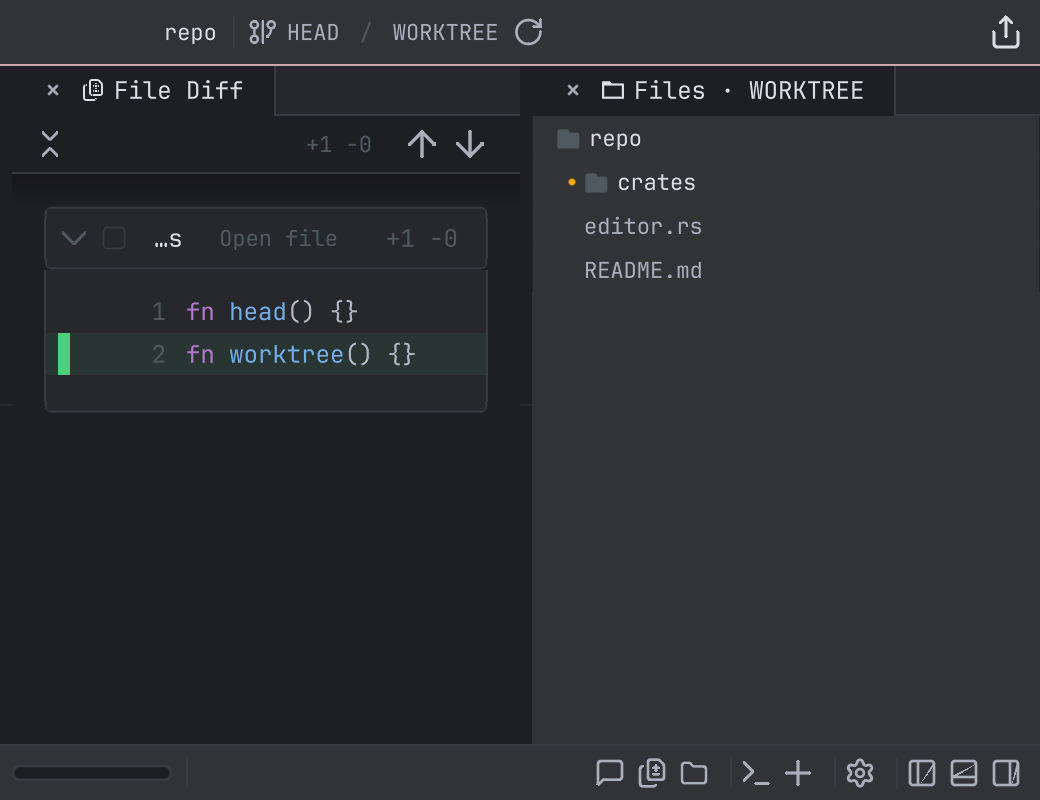 repo HEAD / WORKTREE
× File Diff
+1 -0
…s Open file +1 -0
1 fn head() {}
2 fn worktree() {}
× Files · WORKTREE
repo
crates
editor.rs
README.md